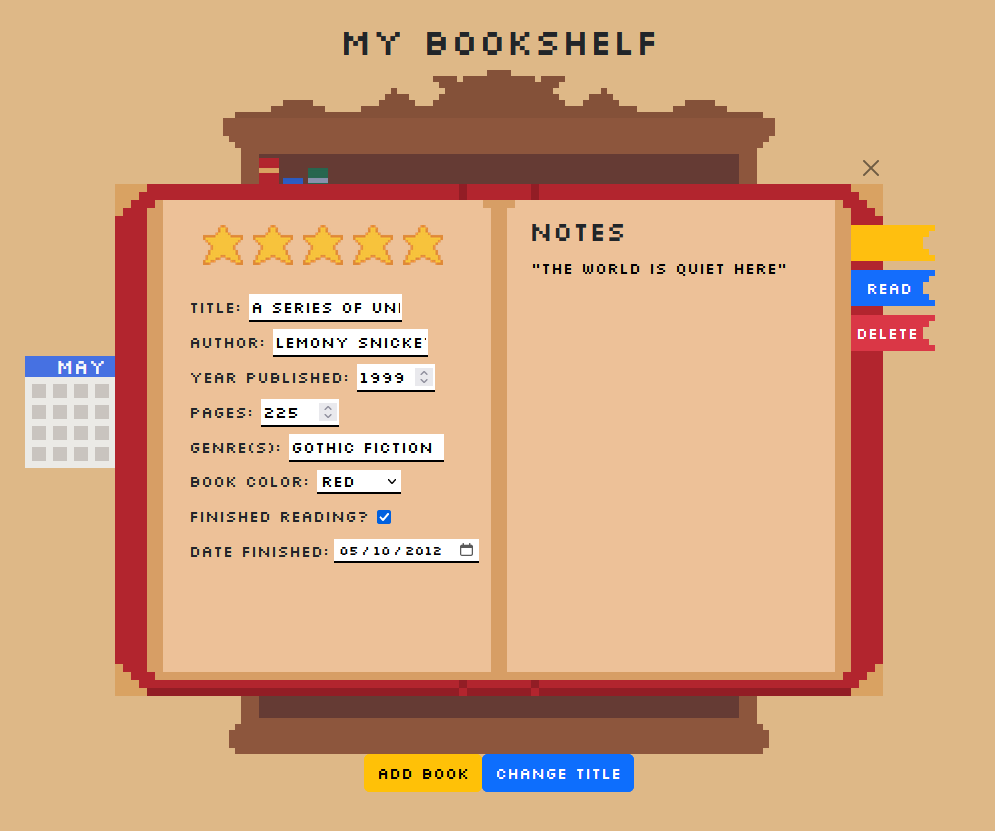 MY BOOKSHELF
NOTES
"THE WORLD IS QUIET HERE"
TITLE: A SERIES OF UN
AUTHOR: LEMONY SNICKE
YEAR PUBLISHED: 1999
PAGES: 225
GENRE(S): GOTHIC FICTION
BOOK COLOR: RED
FINISHED READING?
DATE FINISHED: 05/10/2012
READ
DELETE
MAY
ADD BOOK
CHANGE TITLE